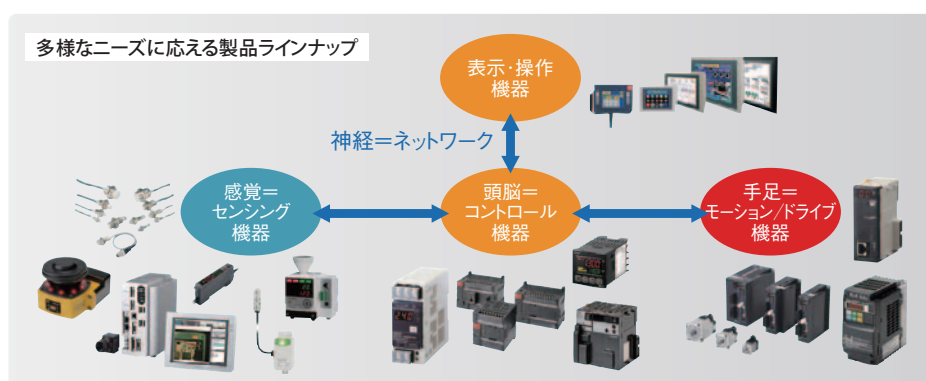 多様なニーズに応える製品ラインナップ
表示・操作
機器
神経＝ネットワーク
感覚＝
センシング
機器
頭脳＝
コントロール
機器
手足＝
モーション/ドライブ
機器